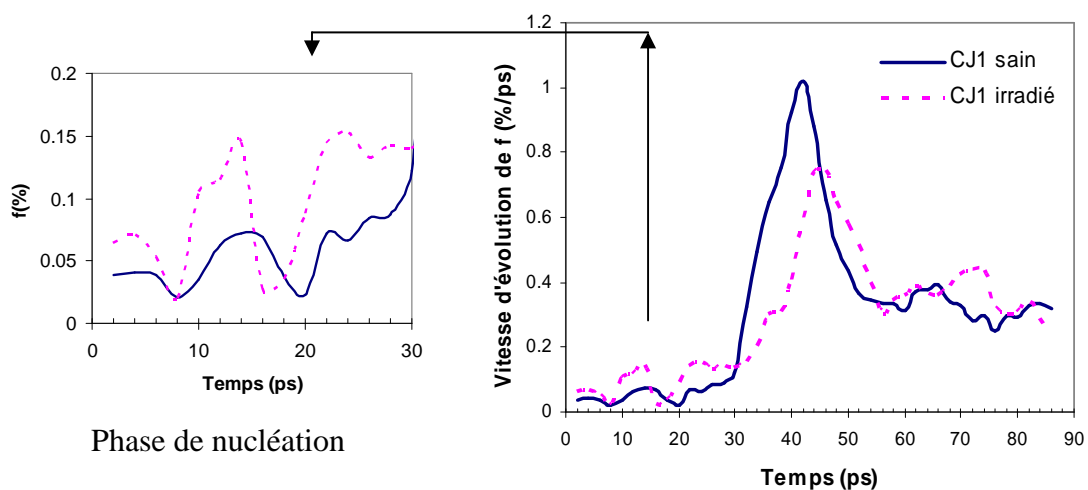 0.2
0.15
0.1
0.05
0
f(%)
0 10 20 30
Temps (ps)
Phase de nucléation
1.2
1
0.8
0.6
0.4
0.2
0
Vitesse d'évolution de f (%/ps)
CJ1 sain
CJ1 irradié
0 10 20 30 40 50 60 70 80 90
Temps (ps)